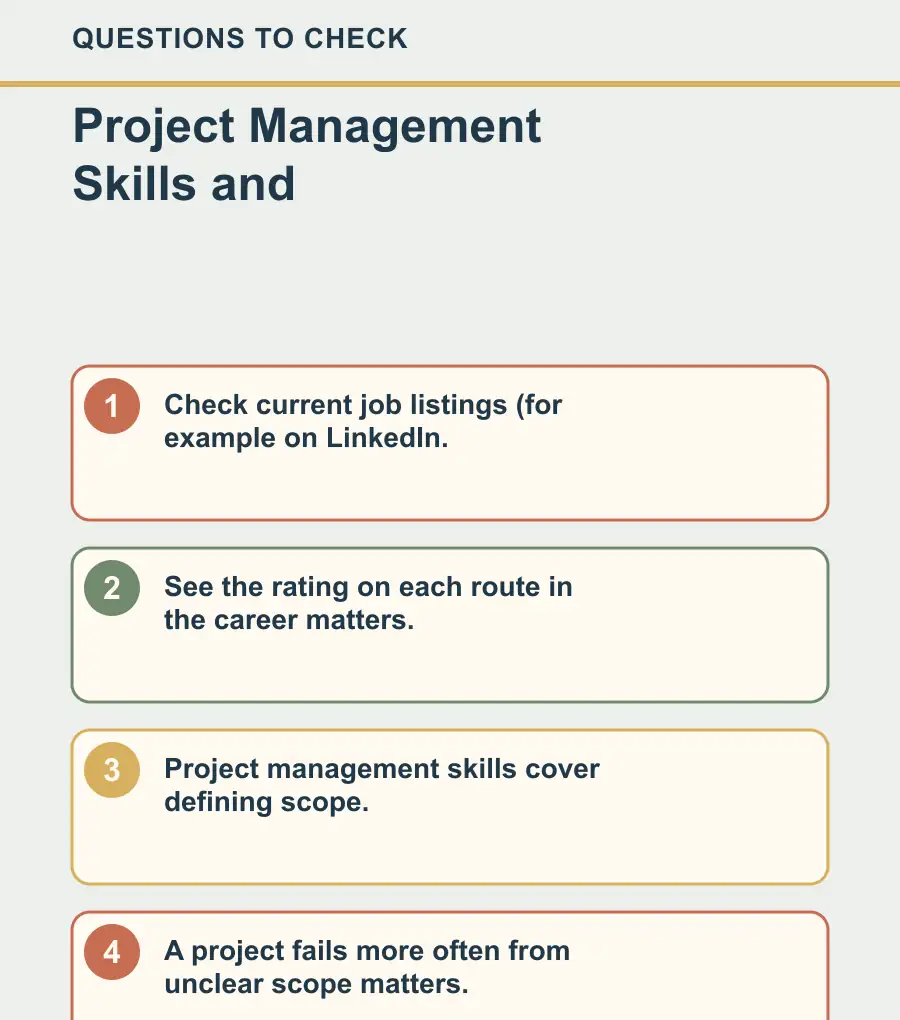 QUESTIONS TO CHECK
Project Management
Skills and
1
Check current job listings (for
example on LinkedIn.
2
See the rating on each route in
the career matters.
3
Project management skills cover
defining scope.
4
A project fails more often from
unclear scope matters.